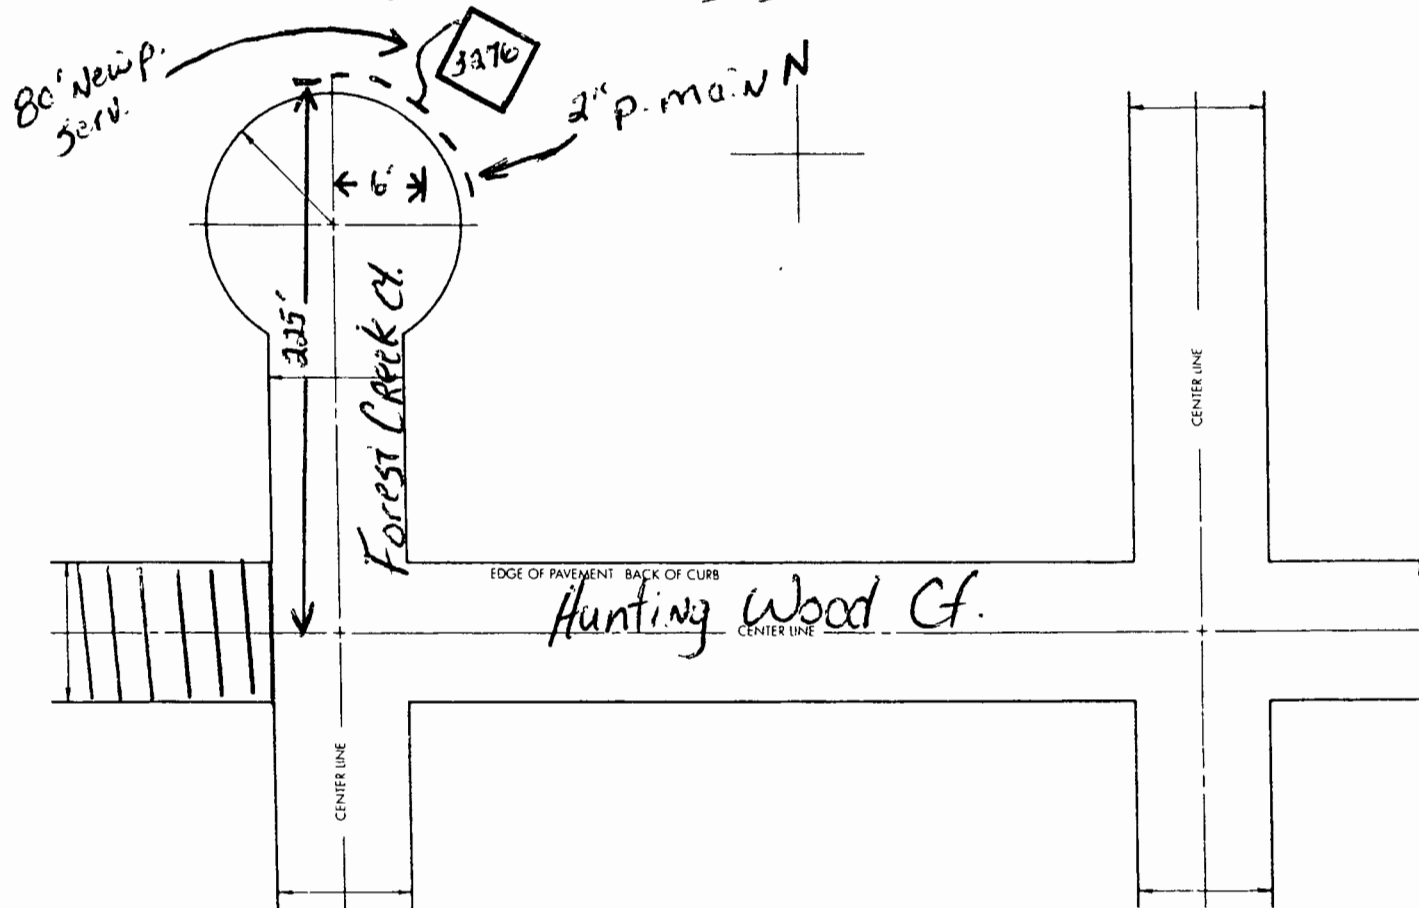 80' New p.
serv.
3276
2" p. main
N
6'
225'
Forest Creek Ct.
CENTER LINE
EDGE OF PAVEMENT BACK OF CURB
Hunting Wood Ct.
CENTER LINE
CENTER LINE